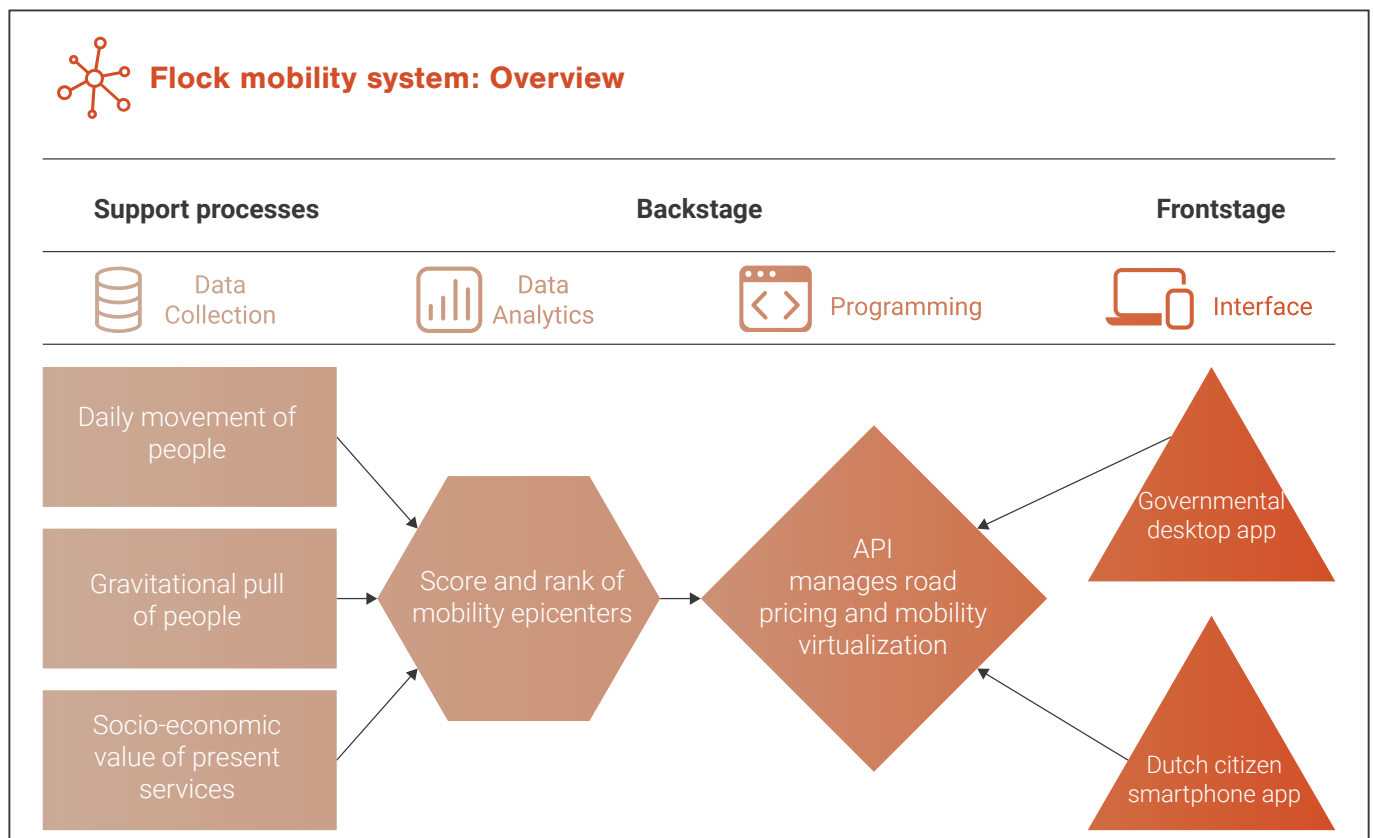 Flock mobility system: Overview
Support processes
Backstage
Frontstage
Data
Collection
Data
Analytics
Programming
Interface
Daily movement of
people
Gravitational pull
of people
Socio-economic
value of present
services
Score and rank of
mobility epicenters
API
manages road
pricing and mobility
virtualization
Governmental
desktop app
Dutch citizen
smartphone app